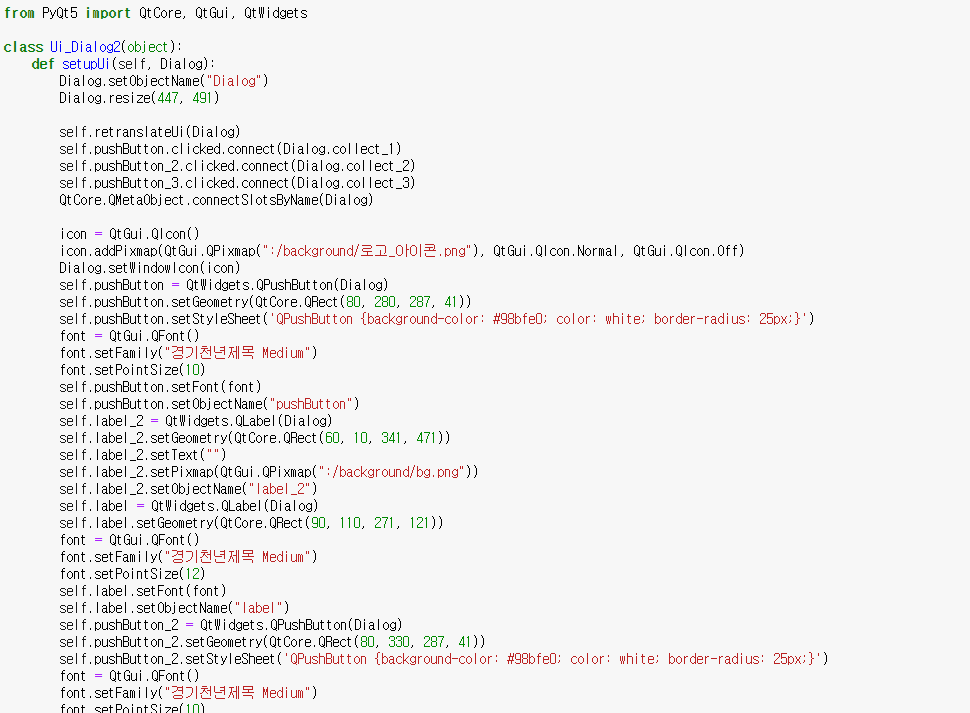 from PyQt5 import QtCore, QtGui, QtWidgets
class Ui_Dialog2(object):
def setupUi(self, Dialog):
Dialog.setObjectName("Dialog")
Dialog.resize(447, 491)
self.retranslateUi(Dialog)
self.pushButton.clicked.connect(Dialog.collect_1)
self.pushButton_2.clicked.connect(Dialog.collect_2)
self.pushButton_3.clicked.connect(Dialog.collect_3)
QtCore.QMetaObject.connectSlotsByName(Dialog)
icon = QtGui.QIcon()
icon.addPixmap(QtGui.QPixmap(":/background/로고_아이콘.png"), QtGui.QIcon.Normal, QtGui.QIcon.Off)
Dialog.setWindowIcon(icon)
self.pushButton = QtWidgets.QPushButton(Dialog)
self.pushButton.setGeometry(QtCore.QRect(80, 280, 287, 41))
self.pushButton.setStyleSheet('QPushButton {background-color: #98bfe0; color: white; border-radius: 25px;}')
font = QtGui.QFont()
font.setFamily("경기천년제목 Medium")
font.setPointSize(10)
self.pushButton.setFont(font)
self.pushButton.setObjectName("pushButton")
self.label_2 = QtWidgets.QLabel(Dialog)
self.label_2.setGeometry(QtCore.QRect(60, 10, 341, 471))
self.label_2.setText("")
self.label_2.setPixmap(QtGui.QPixmap(":/background/bg.png"))
self.label_2.setObjectName("label_2")
self.label = QtWidgets.QLabel(Dialog)
self.label.setGeometry(QtCore.QRect(90, 110, 271, 121))
font = QtGui.QFont()
font.setFamily("경기천년제목 Medium")
font.setPointSize(12)
self.label.setFont(font)
self.label.setObjectName("label")
self.pushButton_2 = QtWidgets.QPushButton(Dialog)
self.pushButton_2.setGeometry(QtCore.QRect(80, 330, 287, 41))
self.pushButton_2.setStyleSheet('QPushButton {background-color: #98bfe0; color: white; border-radius: 25px;}')
font = QtGui.QFont()
font.setFamily("경기천년제목 Medium")
font.setPointSize(10)